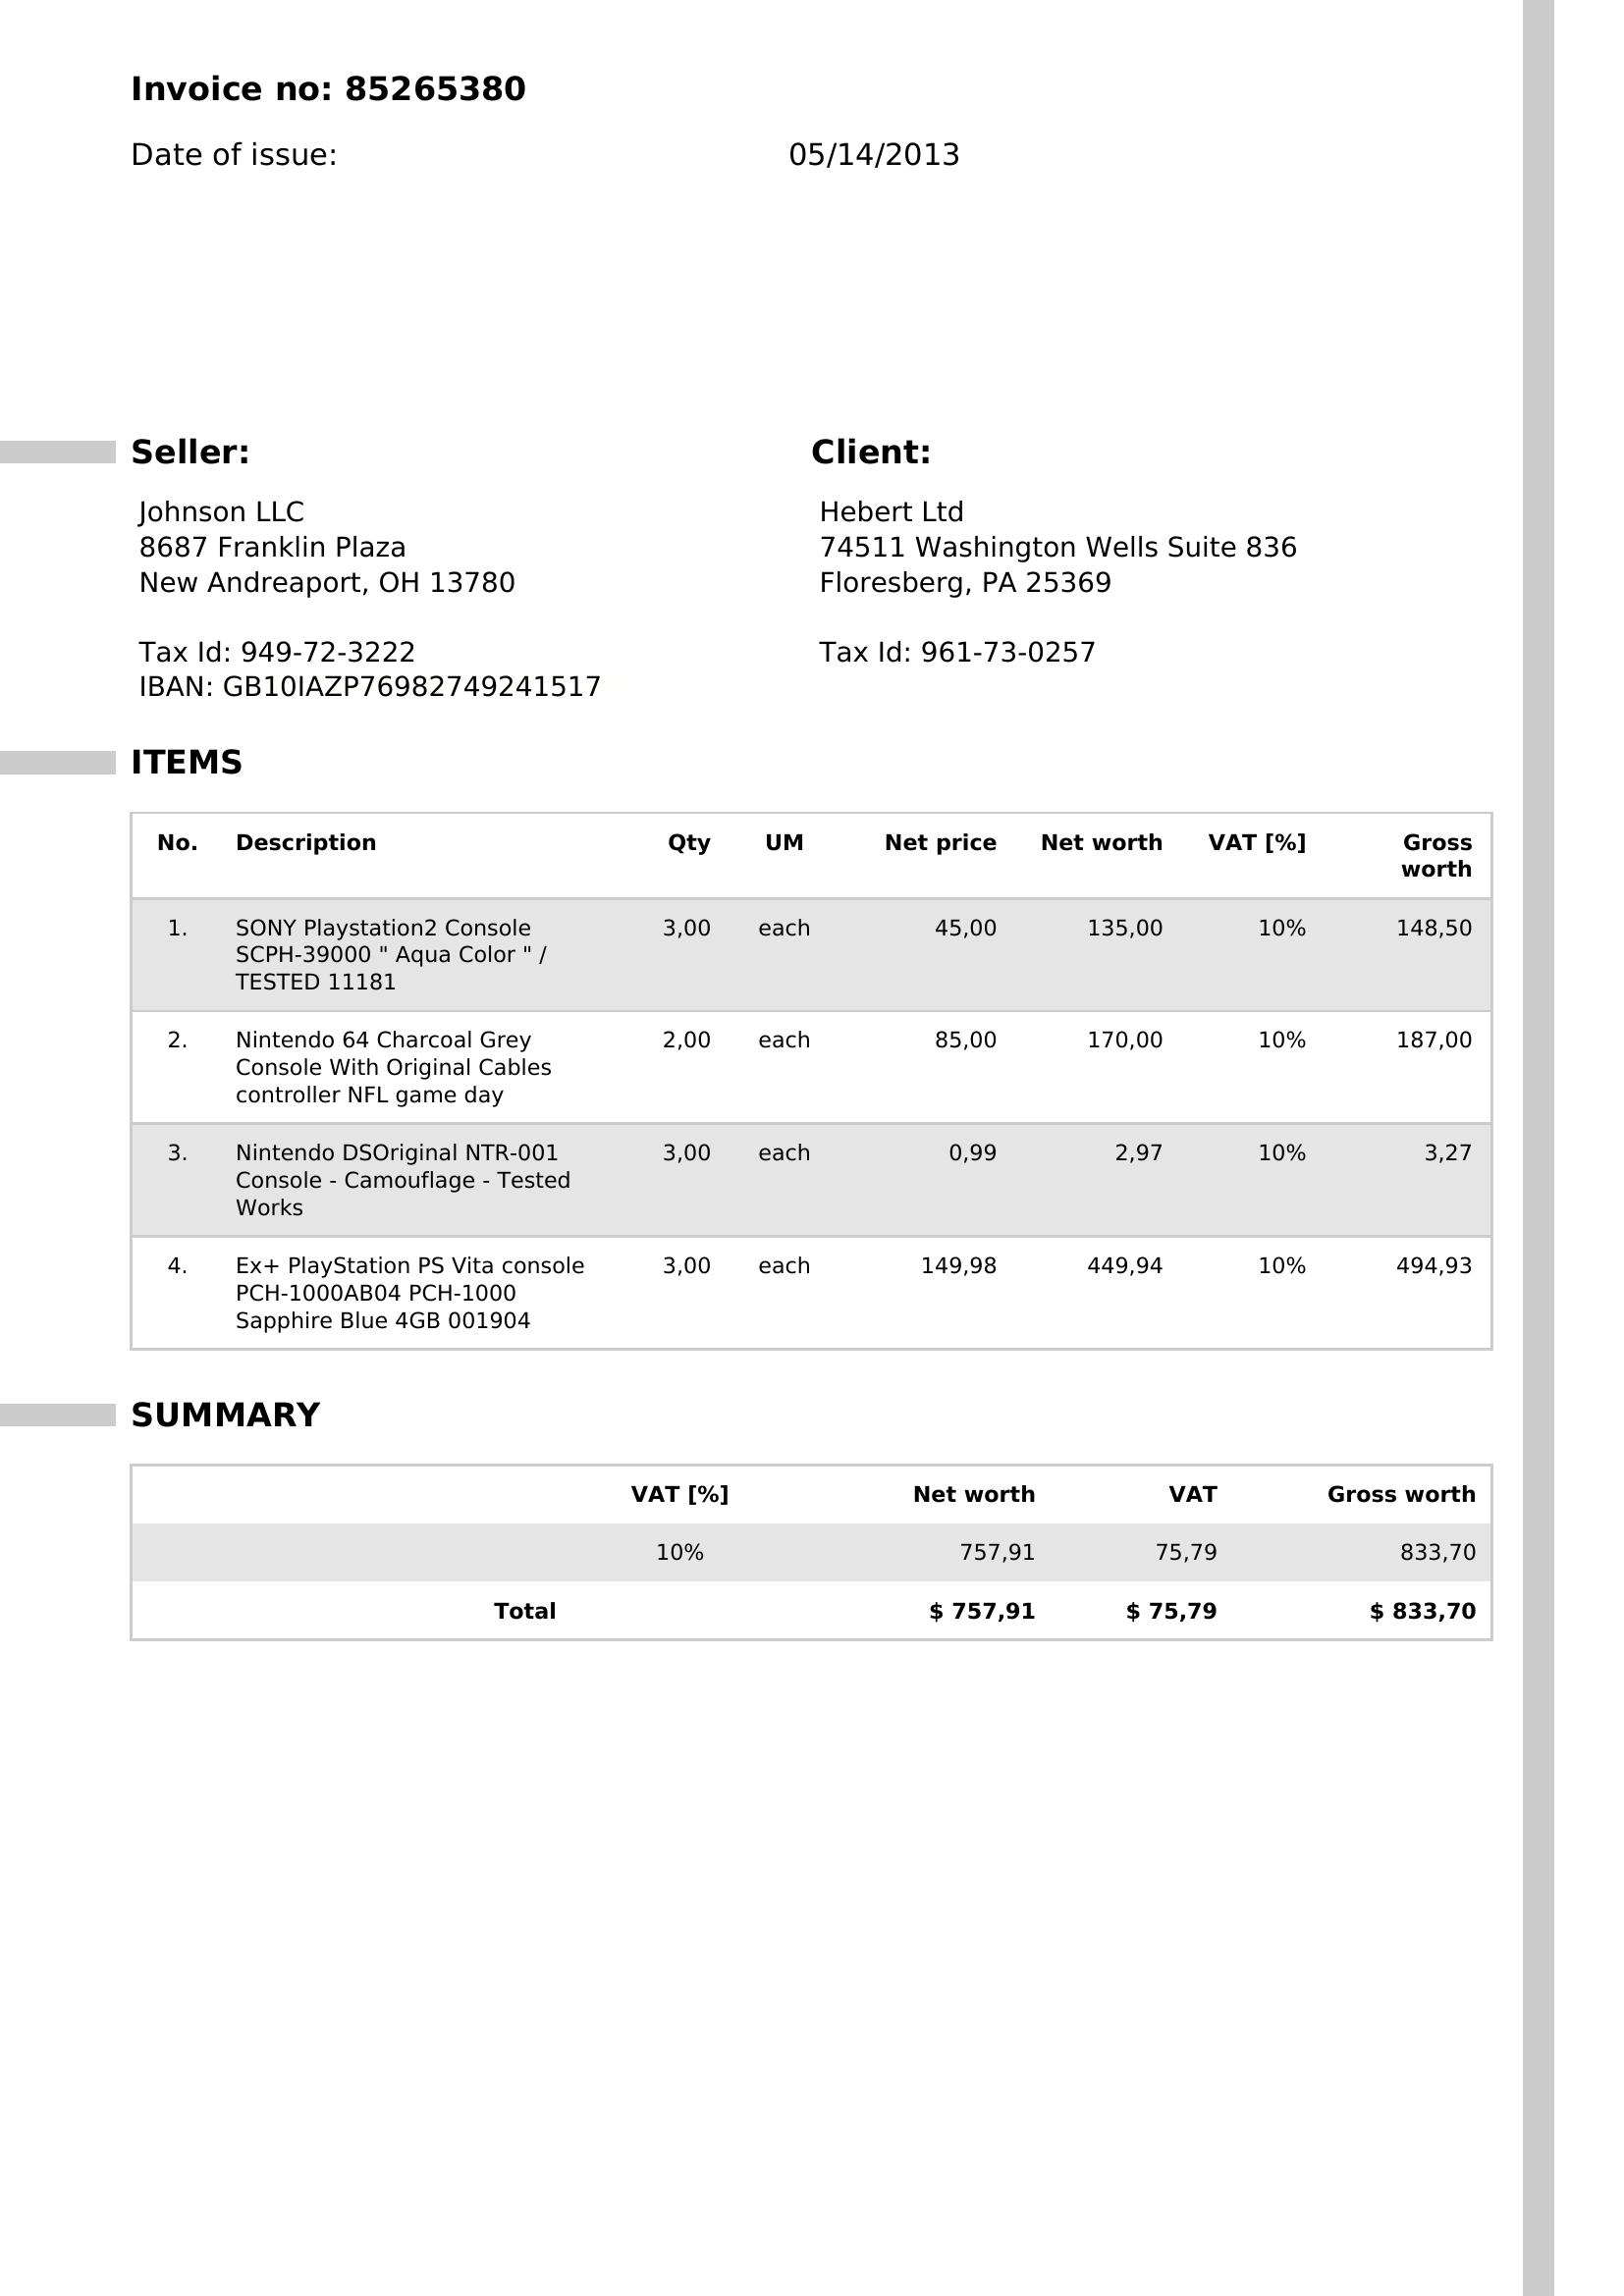 Invoice no: 85265380
Date of issue: 05/14/2013
Seller: Client:
Johnson LLC
8687 Franklin Plaza
New Andreaport, OH 13780
Tax Id: 949-72-3222
IBAN: GB10IAZP76982749241517
Hebert Ltd
74511 Washington Wells Suite 836
Floresberg, PA 25369
Tax Id: 961-73-0257
ITEMS
No. Description Qty UM Net price Net worth VAT [%] Gross
worth
1. SONY Playstation2 Console 3,00 each 45,00 135,00 10% 148,50
SCPH-39000 " Aqua Color " /
TESTED 11181
2. Nintendo 64 Charcoal Grey 2,00 each 85,00 170,00 10% 187,00
Console With Original Cables
controller NFL game day
3. Nintendo DSOriginal NTR-001 3,00 each 0,99 2,97 10% 3,27
Console - Camouflage - Tested
Works
4. Ex+ PlayStation PS Vita console 3,00 each 149,98 449,94 10% 494,93
PCH-1000AB04 PCH-1000
Sapphire Blue 4GB 001904
SUMMARY
VAT [%] Net worth VAT Gross worth
10% 757,91 75,79 833,70
Total $ 757,91 $ 75,79 $ 833,70